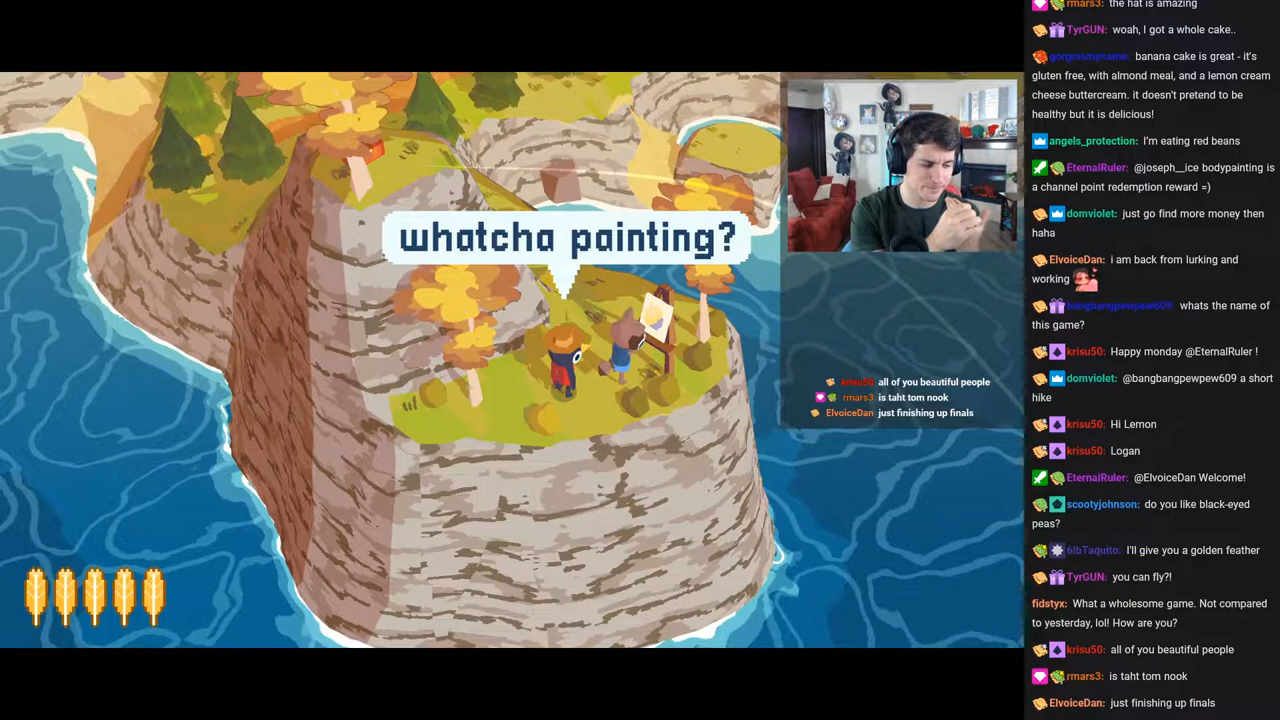 whatcha painting?
krisu50 all of you beautiful people
rmars3 is taht tom nook
ElvoiceDan just finishing up finals
rmars3: the hat is amazing
TyrGUN: woah, I got a whole cake..
gorgeousmyname: banana cake is great - it's
gluten free, with almond meal, and a lemon cream
cheese buttercream. it doesn't pretend to be
healthy but it is delicious!
angels_protection: I'm eating red beans
EternalRuler: @joseph__ice bodypainting is
a channel point redemption reward =)
domviolet: just go find more money then
haha
ElvoiceDan: i am back from lurking and
working
bangbangpewpew609: whats the name of
this game?
krisu50: Happy monday @EternalRuler !
domviolet: @bangbangpewpew609 a short
hike
krisu50: Hi Lemon
krisu50: Logan
EternalRuler: @ElvoiceDan Welcome!
scootyjohnson: do you like black-eyed
peas?
6lbTaquito: I'll give you a golden feather
TyrGUN: you can fly?!
fidstyx: What a wholesome game. Not compared
to yesterday, lol! How are you?
krisu50: all of you beautiful people
rmars3: is taht tom nook
ElvoiceDan: just finishing up finals